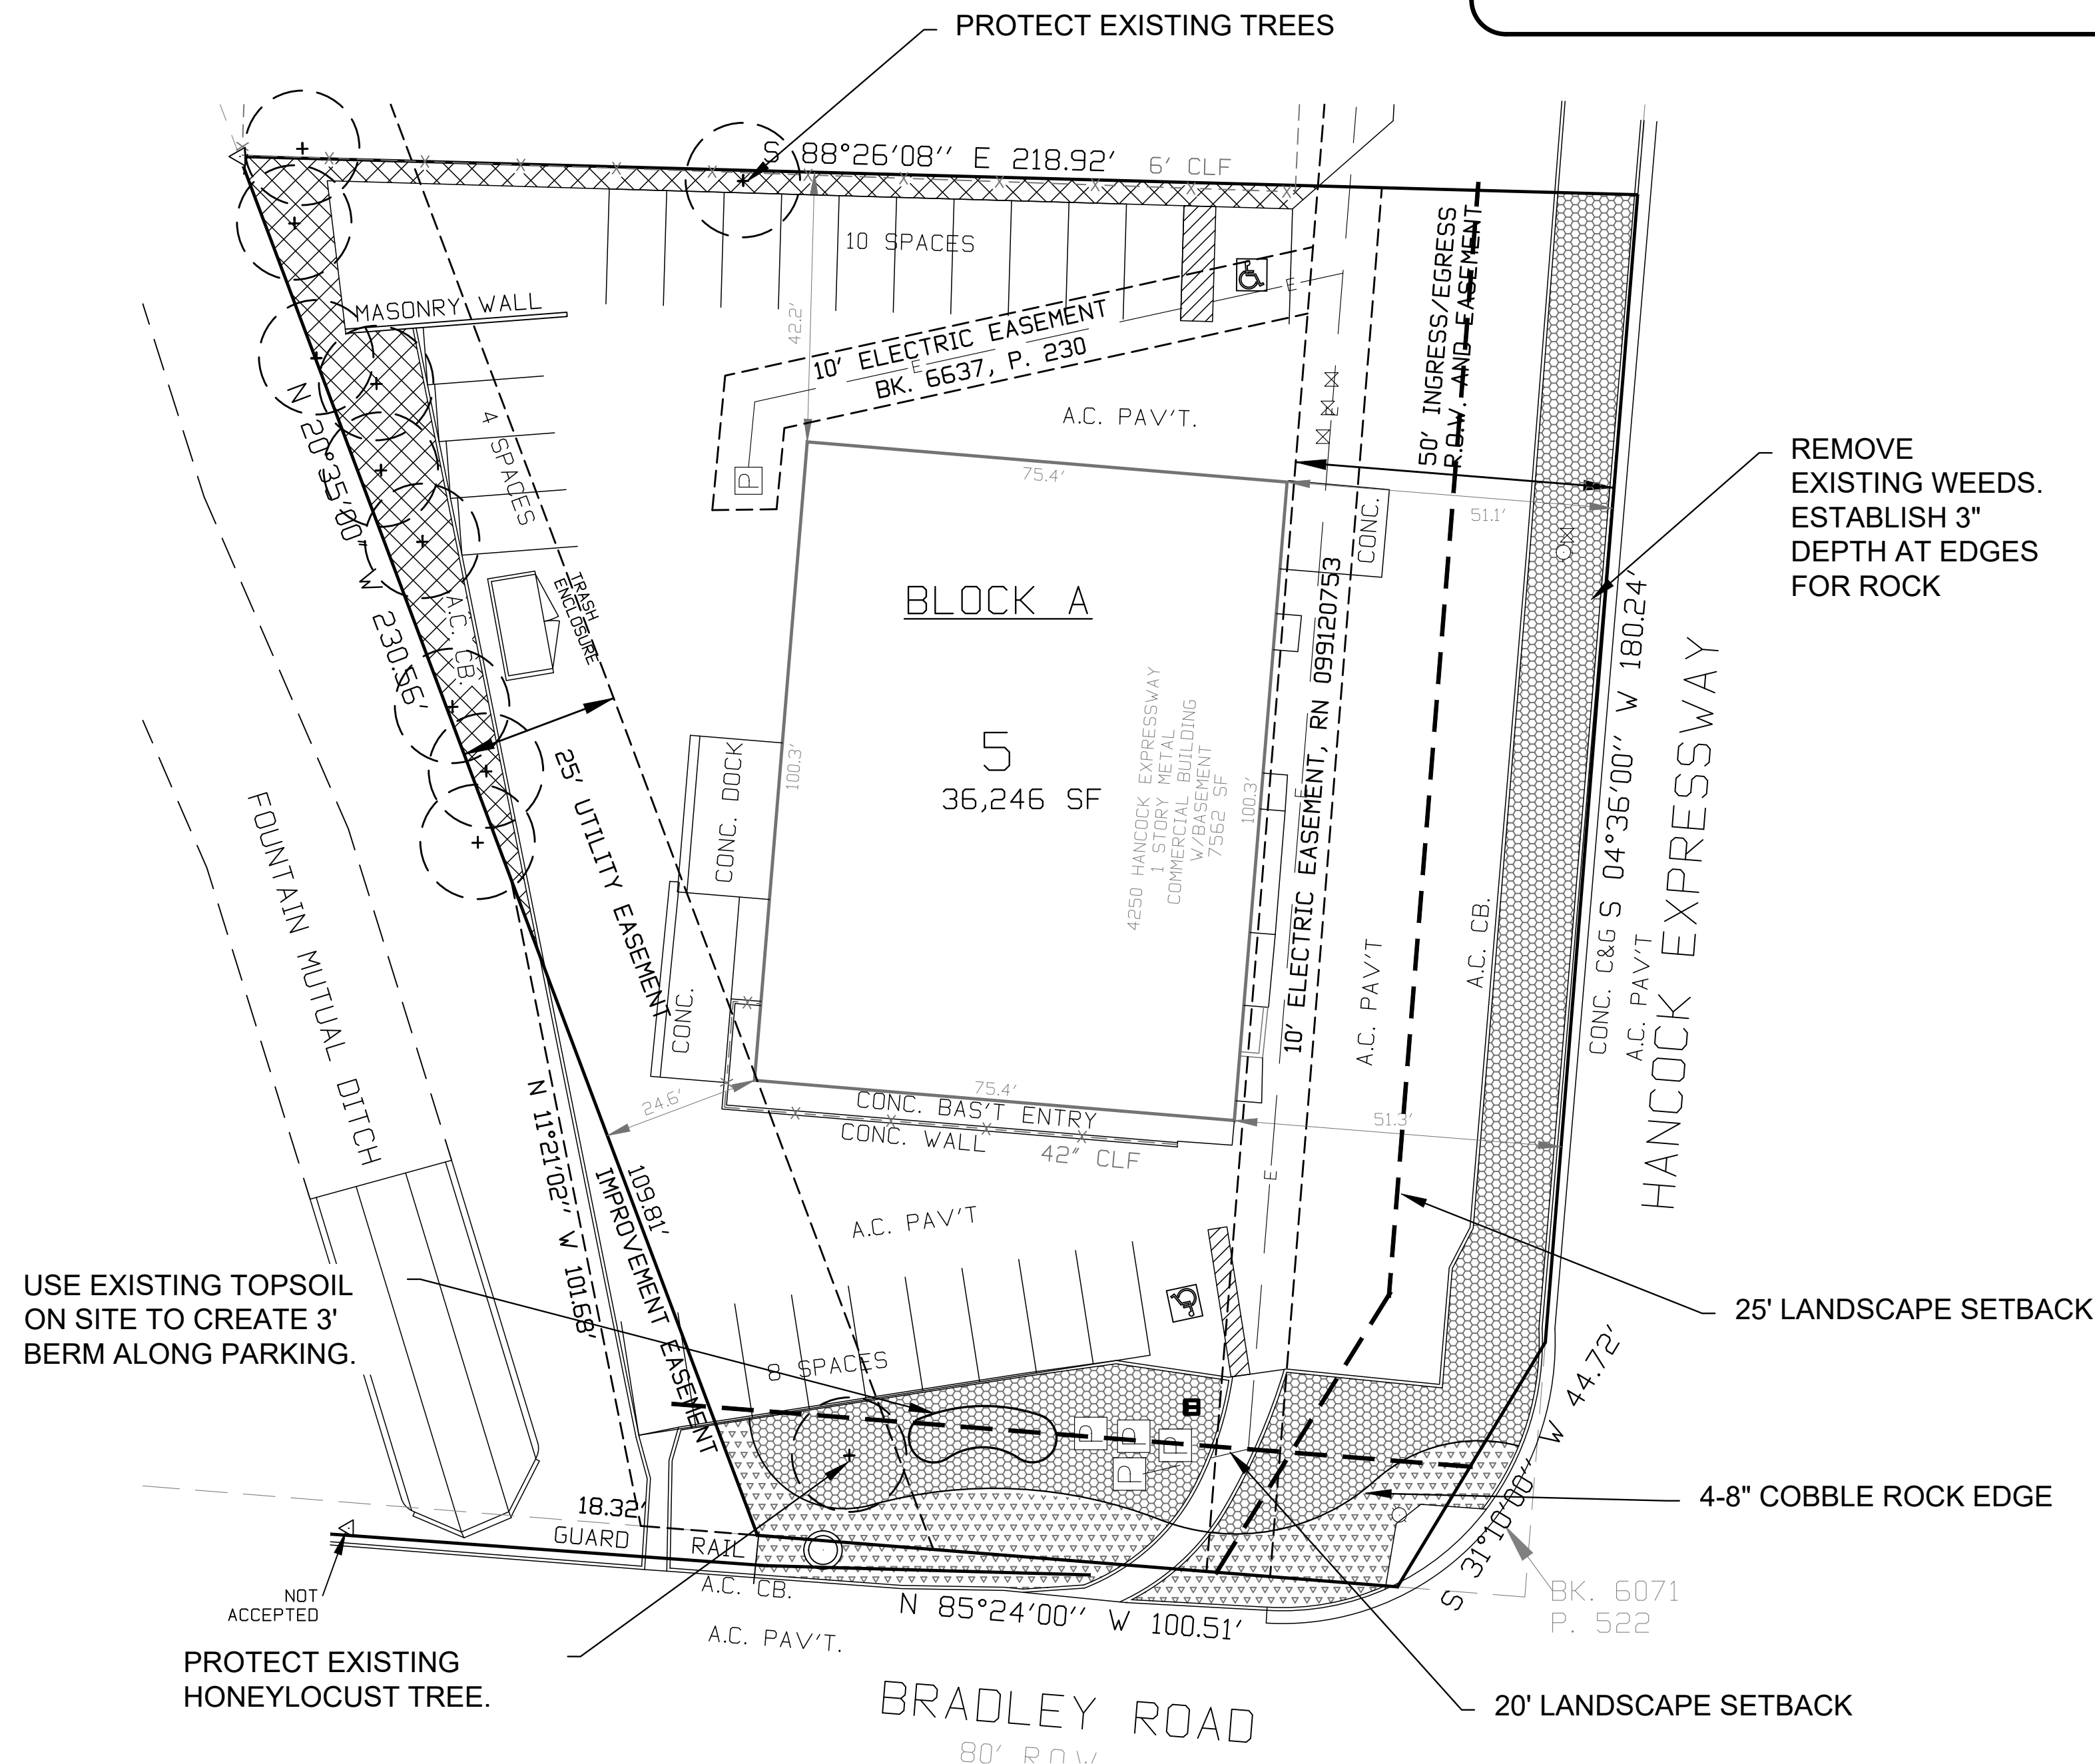 PROTECT EXISTING TREES
S 88°26'08'' E 218.92'
6' CLF
10 SPACES
MASONRY WALL
42.2'
10' ELECTRIC EASEMENT
BK. 6637, P. 230
E
E
50' INGRESS/EGRESS
R.O.W. AND EASEMENT
A.C. PAV'T.
E
4 SPACES
P
75.4'
51.1'
CONC.
REMOVE
EXISTING WEEDS.
ESTABLISH 3"
DEPTH AT EDGES
FOR ROCK
N 20°35'00'' W 230.56'
A.C. CB.
TRASH
ENCLOSURE
BLOCK A
5
36,246 SF
4250 HANCOCK EXPRESSWAY
1 STORY METAL
COMMERCIAL BUILDING
W/BASEMENT
7562 SF
100.3'
100.3'
10' ELECTRIC EASEMENT, RN 099120753
E
CONC. DOCK
25' UTILITY EASEMENT
CONC.
FOUNTAIN MUTUAL DITCH
A.C. PAV'T
A.C. CB.
CONC. C&G
S 04°36'00'' W 180.24'
A.C. PAV'T
HANCOCK EXPRESSWAY
24.6'
75.4'
CONC. BAS'T ENTRY
CONC. WALL
42" CLF
51.3'
E
N 11°21'02'' W 101.68'
109.81'
IMPROVEMENT EASEMENT
A.C. PAV'T
USE EXISTING TOPSOIL
ON SITE TO CREATE 3'
BERM ALONG PARKING.
8 SPACES
25' LANDSCAPE SETBACK
P
P
P
P
S 31°10'00'' W 44.72'
4-8" COBBLE ROCK EDGE
18.32'
GUARD RAIL
NOT
ACCEPTED
A.C. CB.
N 85°24'00'' W 100.51'
BK. 6071
P. 522
A.C. PAV'T.
PROTECT EXISTING
HONEYLOCUST TREE.
20' LANDSCAPE SETBACK
BRADLEY ROAD
80' R.O.W.